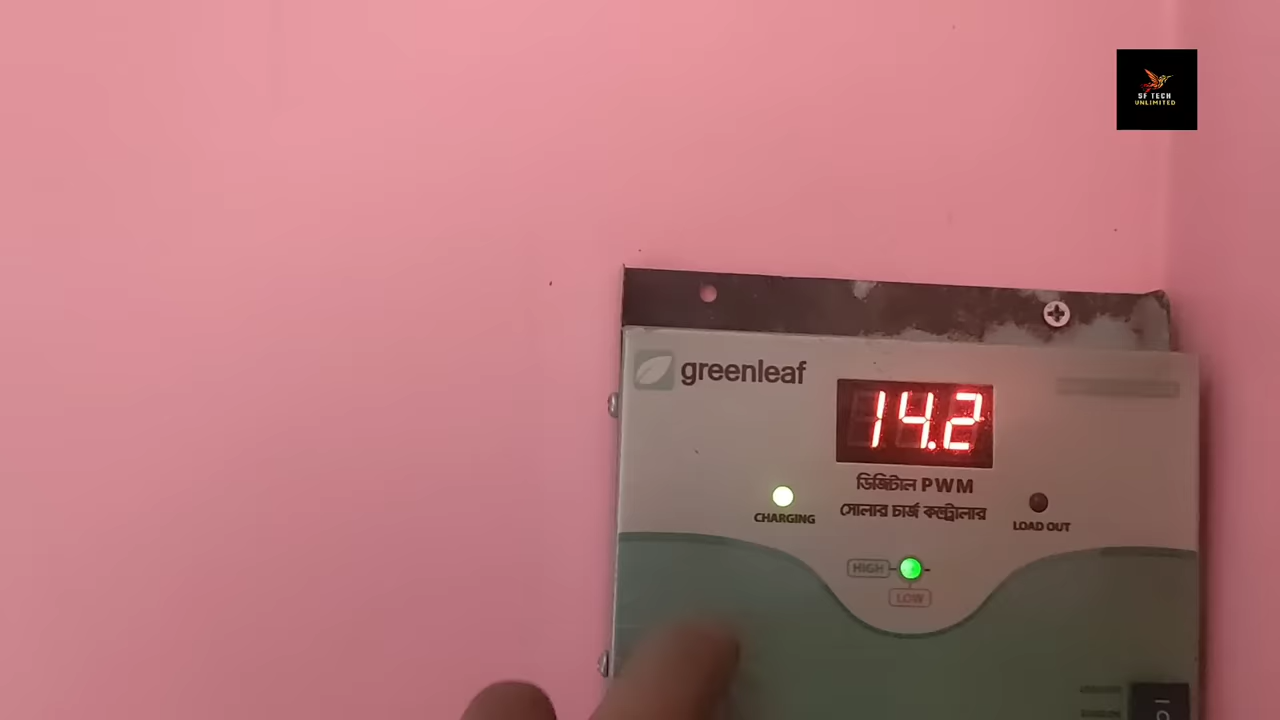 SF TECH
UNLIMITED
greenleaf
14.2
ডিজিটাল PWM
সোলার চার্জ কন্ট্রোলার
CHARGING
LOAD OUT
HIGH
LOW